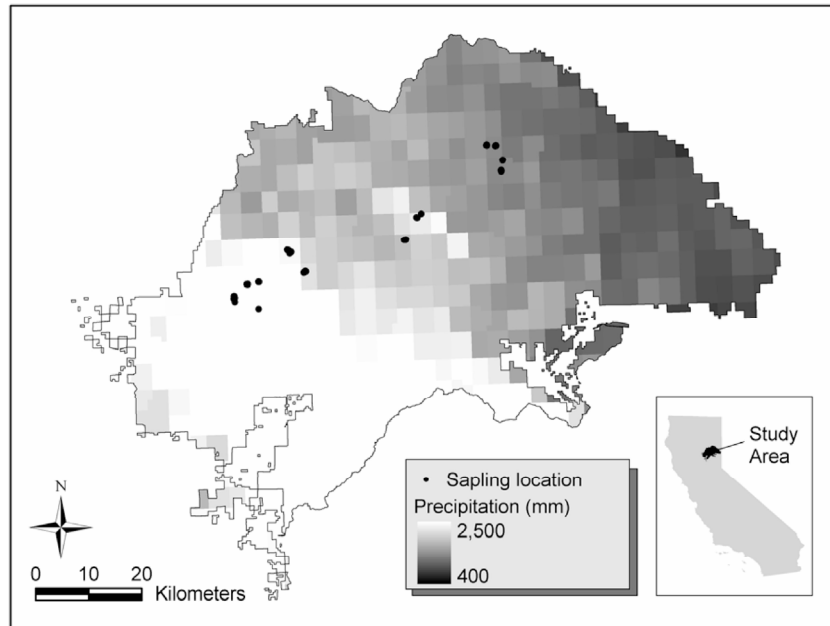 N
0 10 20
Kilometers
Sapling location
Precipitation (mm)
2,500
400
Study
Area